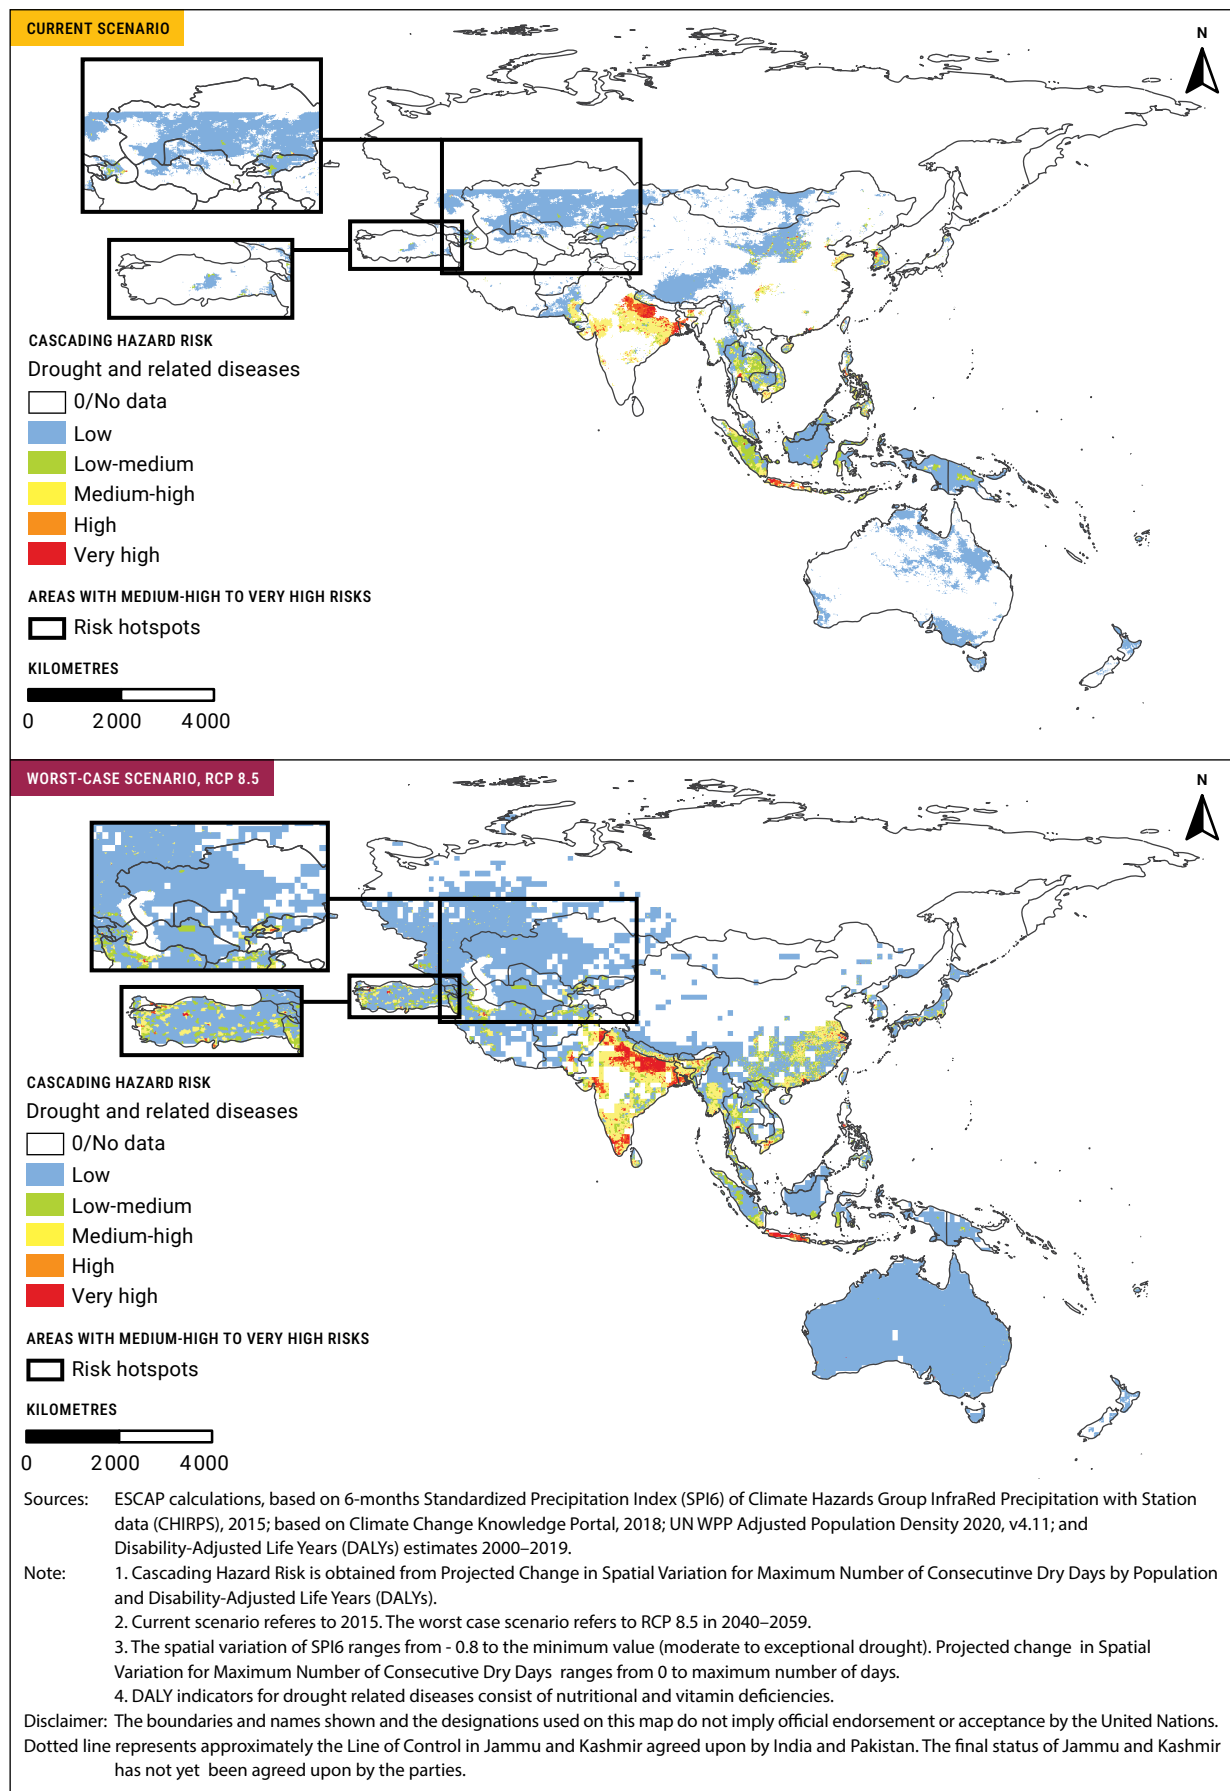 CURRENT SCENARIO
N
CASCADING HAZARD RISK
Drought and related diseases
0/No data
Low
Low-medium
Medium-high
High
Very high
AREAS WITH MEDIUM-HIGH TO VERY HIGH RISKS
Risk hotspots
KILOMETRES
0 2 000 4 000
WORST-CASE SCENARIO, RCP 8.5
N
CASCADING HAZARD RISK
Drought and related diseases
0/No data
Low
Low-medium
Medium-high
High
Very high
AREAS WITH MEDIUM-HIGH TO VERY HIGH RISKS
Risk hotspots
KILOMETRES
0 2 000 4 000
Sources: ESCAP calculations, based on 6-months Standardized Precipitation Index (SPI6) of Climate Hazards Group InfraRed Precipitation with Station
data (CHIRPS), 2015; based on Climate Change Knowledge Portal, 2018; UN WPP Adjusted Population Density 2020, v4.11; and
Disability-Adjusted Life Years (DALYs) estimates 2000–2019.
Note: 1. Cascading Hazard Risk is obtained from Projected Change in Spatial Variation for Maximum Number of Consecutinve Dry Days by Population
and Disability-Adjusted Life Years (DALYs).
2. Current scenario referes to 2015. The worst case scenario refers to RCP 8.5 in 2040–2059.
3. The spatial variation of SPI6 ranges from - 0.8 to the minimum value (moderate to exceptional drought). Projected change in Spatial
Variation for Maximum Number of Consecutive Dry Days ranges from 0 to maximum number of days.
4. DALY indicators for drought related diseases consist of nutritional and vitamin deficiencies.
Disclaimer: The boundaries and names shown and the designations used on this map do not imply official endorsement or acceptance by the United Nations.
Dotted line represents approximately the Line of Control in Jammu and Kashmir agreed upon by India and Pakistan. The final status of Jammu and Kashmir
has not yet been agreed upon by the parties.